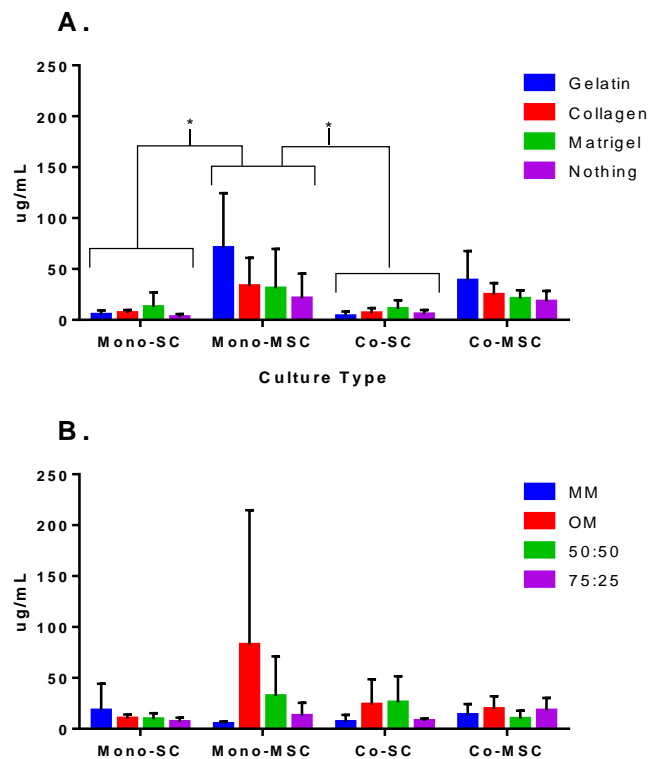 A.
250
200
150
100
50
0
ug/mL
* *
Gelatin
Collagen
Matrigel
Nothing
Mono-SC Mono-MSC Co-SC Co-MSC
Culture Type
B.
250
200
150
100
50
0
ug/mL
MM
OM
50:50
75:25
Mono-SC Mono-MSC Co-SC Co-MSC